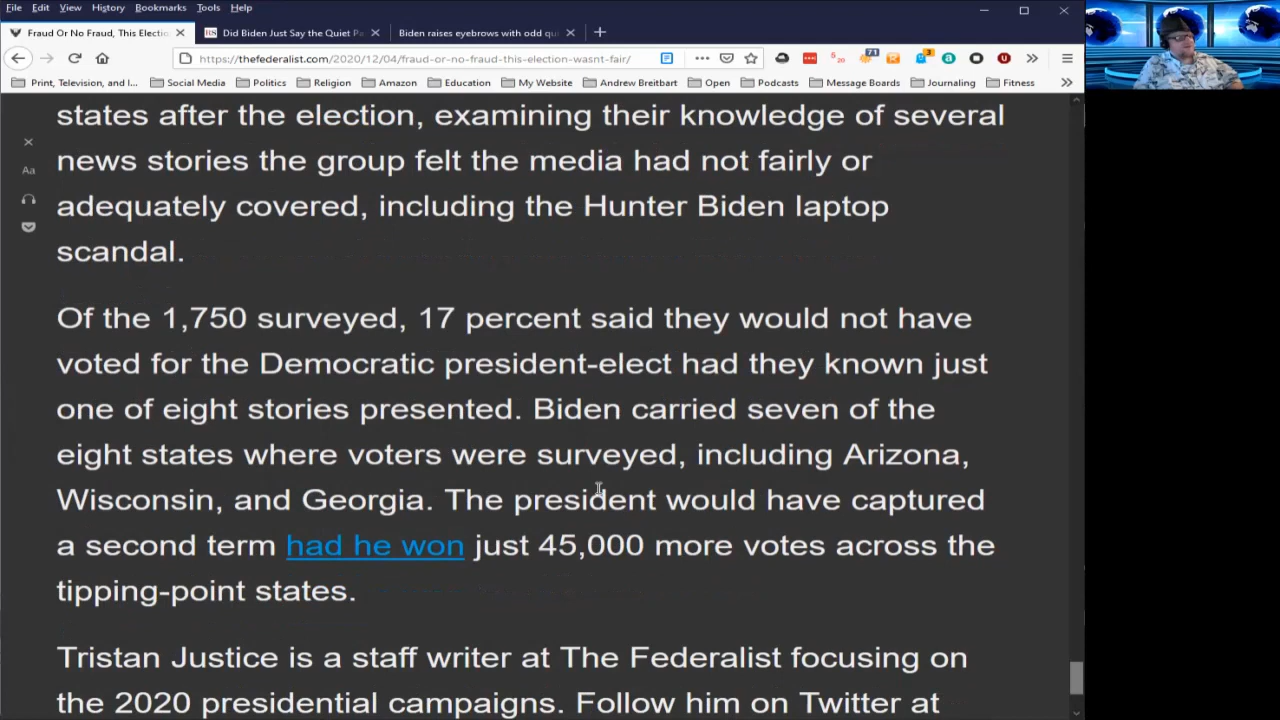 File Edit View History Bookmarks Tools Help
Fraud Or No Fraud, This Electio
Did Biden Just Say the Quiet Pa
Biden raises eyebrows with odd qui
https://thefederalist.com/2020/12/04/fraud-or-no-fraud-this-election-wasnt-fair/
Print, Television, and I... Social Media Politics Religion Amazon Education My Website Andrew Breitbart Open Podcasts Message Boards Journaling Fitness
Aa
states after the election, examining their knowledge of several
news stories the group felt the media had not fairly or
adequately covered, including the Hunter Biden laptop
scandal.
Of the 1,750 surveyed, 17 percent said they would not have
voted for the Democratic president-elect had they known just
one of eight stories presented. Biden carried seven of the
eight states where voters were surveyed, including Arizona,
Wisconsin, and Georgia. The president would have captured
a second term had he won just 45,000 more votes across the
tipping-point states.
Tristan Justice is a staff writer at The Federalist focusing on
the 2020 presidential campaigns. Follow him on Twitter at